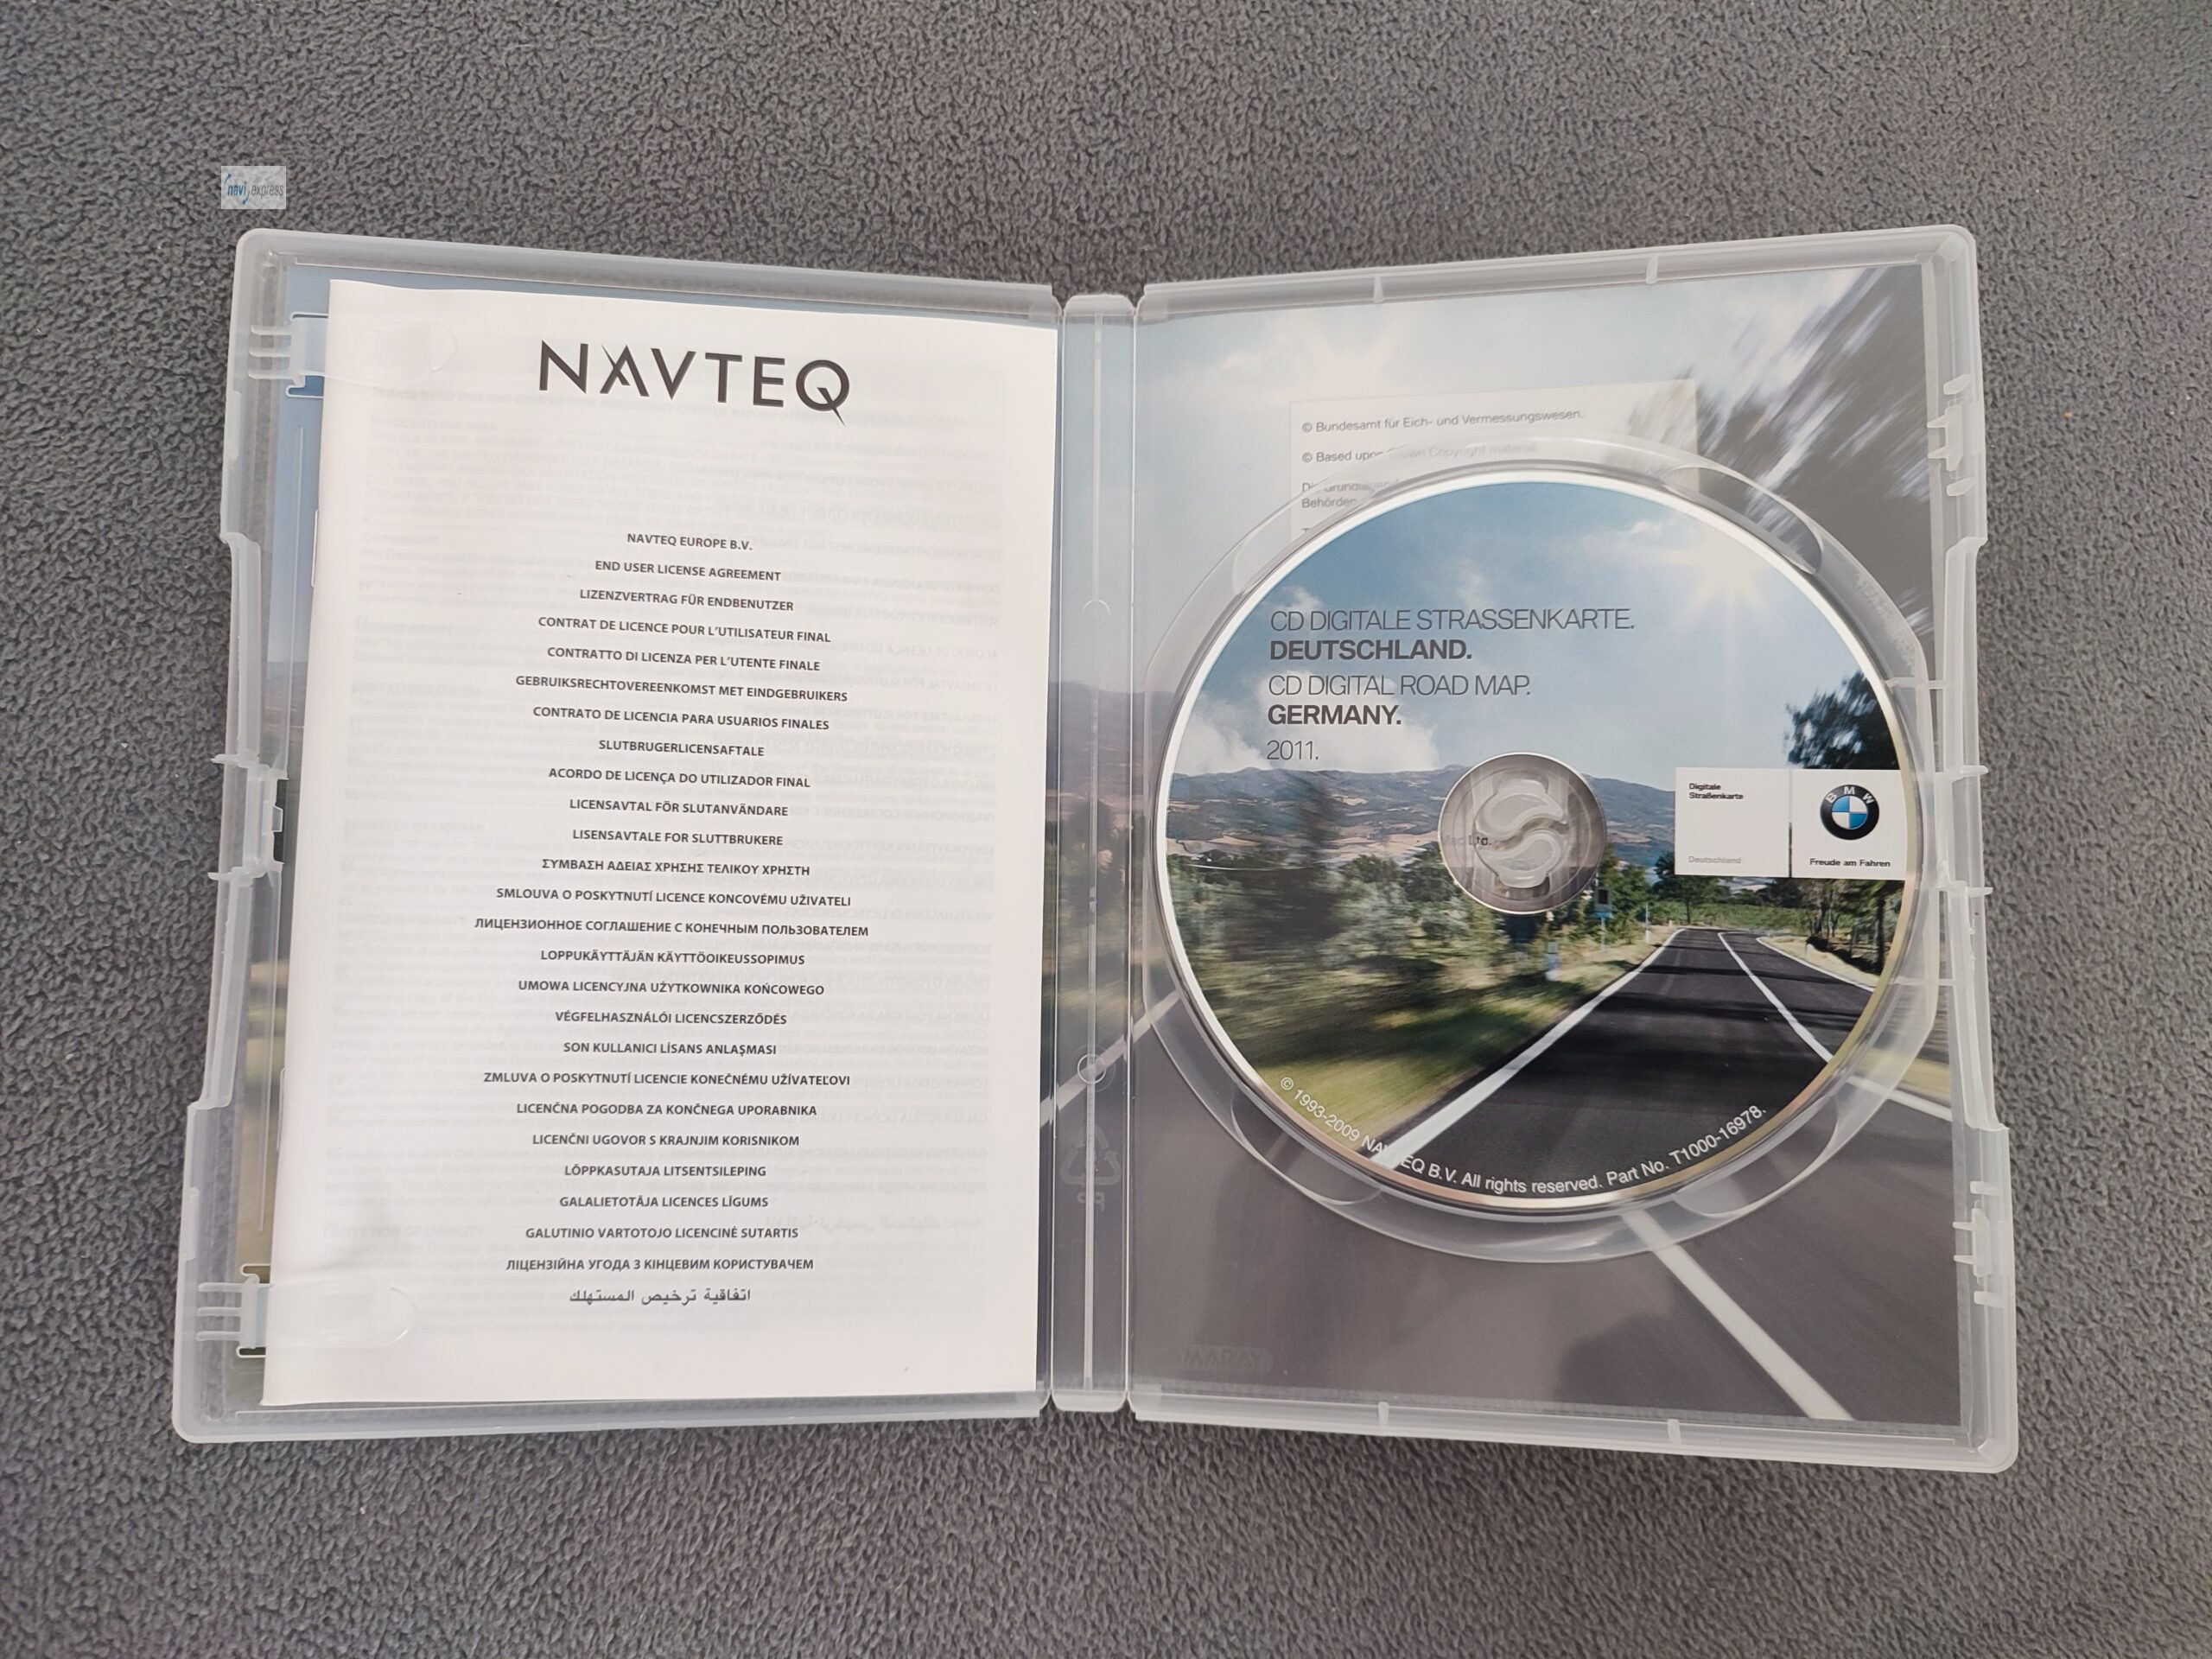 navi express
NAVTEQ
NAVTEQ EUROPE B.V.
END USER LICENSE AGREEMENT
LIZENZVERTRAG FÜR ENDBENUTZER
CONTRAT DE LICENCE POUR L'UTILISATEUR FINAL
CONTRATTO DI LICENZA PER L'UTENTE FINALE
GEBRUIKSRECHTOVEREENKOMST MET EINDGEBRUIKERS
CONTRATO DE LICENCIA PARA USUARIOS FINALES
SLUTBRUGERLICENSAFTALE
ACORDO DE LICENÇA DO UTILIZADOR FINAL
LICENSAVTAL FÖR SLUTANVÄNDARE
LISENSAVTALE FOR SLUTTBRUKERE
ΣΥΜΒΑΣΗ ΑΔΕΙΑΣ ΧΡΗΣΗΣ ΤΕΛΙΚΟΥ ΧΡΗΣΤΗ
SMLOUVA O POSKYTNUTÍ LICENCE KONCOVÉMU UŽIVATELI
ЛИЦЕНЗИОННОЕ СОГЛАШЕНИЕ С КОНЕЧНЫМ ПОЛЬЗОВАТЕЛЕМ
LOPPUKÄYTTÄJÄN KÄYTTÖOIKEUSSOPIMUS
UMOWA LICENCYJNA UŻYTKOWNIKA KOŃCOWEGO
VÉGFELHASZNÁLÓI LICENCSZERZŐDÉS
SON KULLANICI LİSANS ANLAŞMASI
ZMLUVA O POSKYTNUTÍ LICENCIE KONEČNÉMU UŽÍVATEĽOVI
LICENČNA POGODBA ZA KONČNEGA UPORABNIKA
LICENČNI UGOVOR S KRAJNJIM KORISNIKOM
LÕPPKASUTAJA LITSENTSILEPING
GALALIETOTĀJA LICENCES LĪGUMS
GALUTINIO VARTOTOJO LICENCINĖ SUTARTIS
ЛІЦЕНЗІЙНА УГОДА З КІНЦЕВИМ КОРИСТУВАЧЕМ
اتفاقية ترخيص المستهلك
© Bundesamt für Eich- und Vermessungswesen.
© Based upon Crown Copyright material.
Behörden
CD DIGITALE STRASSENKARTE.
DEUTSCHLAND.
CD DIGITAL ROAD MAP.
GERMANY.
2011.
Digitale
Straßenkarte
Deutschland
BMW
Freude am Fahren
Ltd.
© 1993-2009 NAVTEQ B.V. All rights reserved. Part No. T1000-16978.